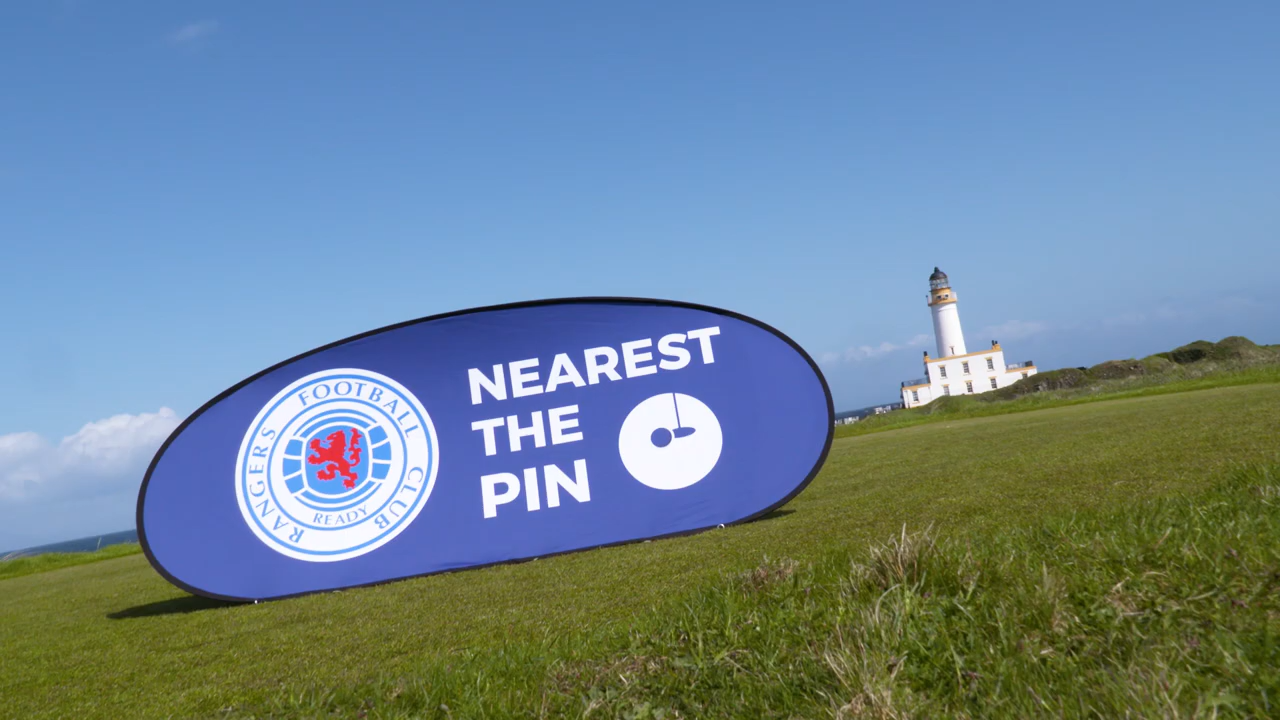 RANGERS FOOTBALL CLUB
READY
NEAREST
THE
PIN